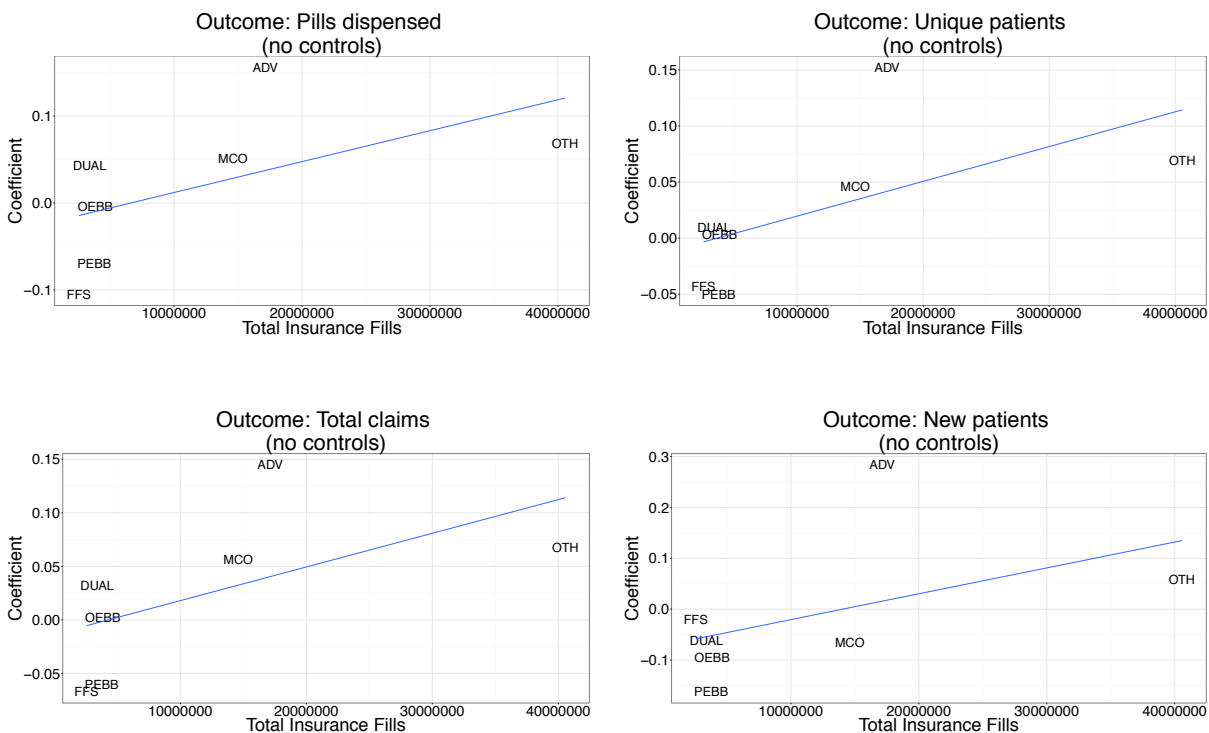 Outcome: Pills dispensed
(no controls)
ADV
0.1
OTH
MCO
DUAL
0.0
OEBB
PEBB
−0.1
FFS
Coefficient
10000000 20000000 30000000 40000000
Total Insurance Fills
Outcome: Unique patients
(no controls)
0.15
ADV
0.10
OTH
0.05
MCO
DUAL
OEBB
0.00
FFS
PEBB
−0.05
Coefficient
10000000 20000000 30000000 40000000
Total Insurance Fills
Outcome: Total claims
(no controls)
0.15
ADV
0.10
OTH
MCO
0.05
DUAL
OEBB
0.00
PEBB
FFS
−0.05
Coefficient
10000000 20000000 30000000 40000000
Total Insurance Fills
Outcome: New patients
(no controls)
0.3
ADV
0.2
0.1
OTH
0.0
FFS
DUAL
MCO
OEBB
−0.1
PEBB
Coefficient
10000000 20000000 30000000 40000000
Total Insurance Fills